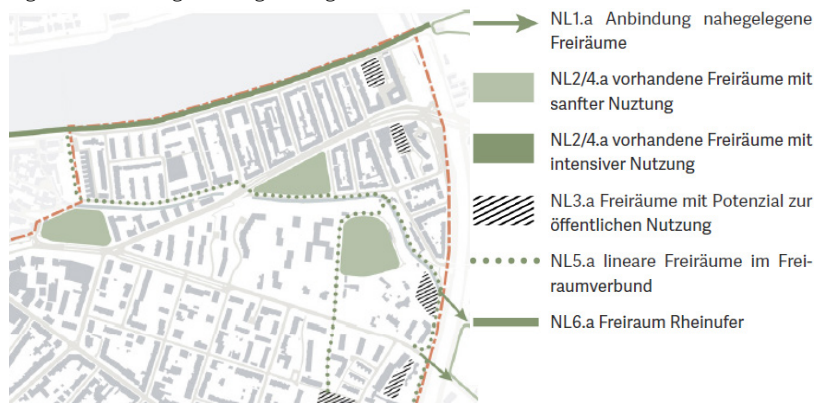 NL1.a Anbindung nahegelegene
Freiräume
NL2/4.a vorhandene Freiräume mit
sanfter Nuztung
NL2/4.a vorhandene Freiräume mit
intensiver Nutzung
NL3.a Freiräume mit Potenzial zur
öffentlichen Nutzung
NL5.a lineare Freiräume im Frei-
raumverbund
NL6.a Freiraum Rheinufer